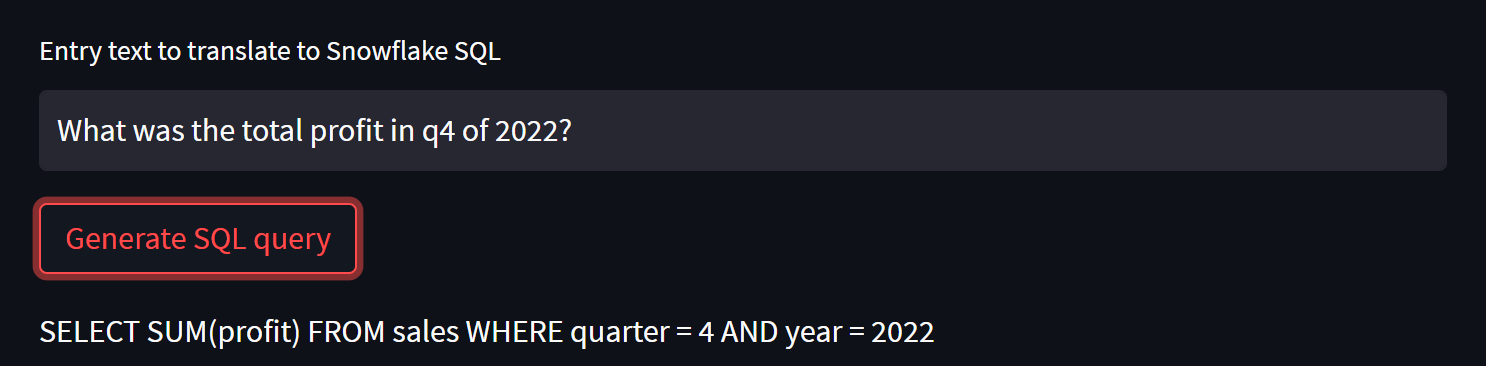 Entry text to translate to Snowflake SQL
What was the total profit in q4 of 2022?
Generate SQL query
SELECT SUM(profit) FROM sales WHERE quarter = 4 AND year = 2022